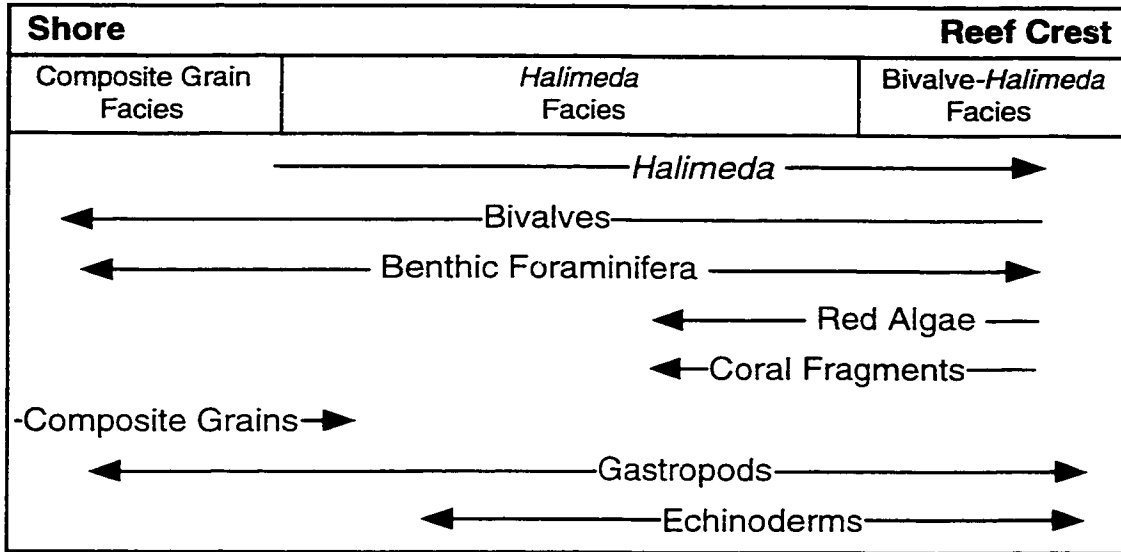 Shore Reef Crest
Composite Grain Halimeda Bivalve-Halimeda
Facies Facies Facies
Halimeda
Bivalves
Benthic Foraminifera
Red Algae
Coral Fragments
Composite Grains
Gastropods
Echinoderms